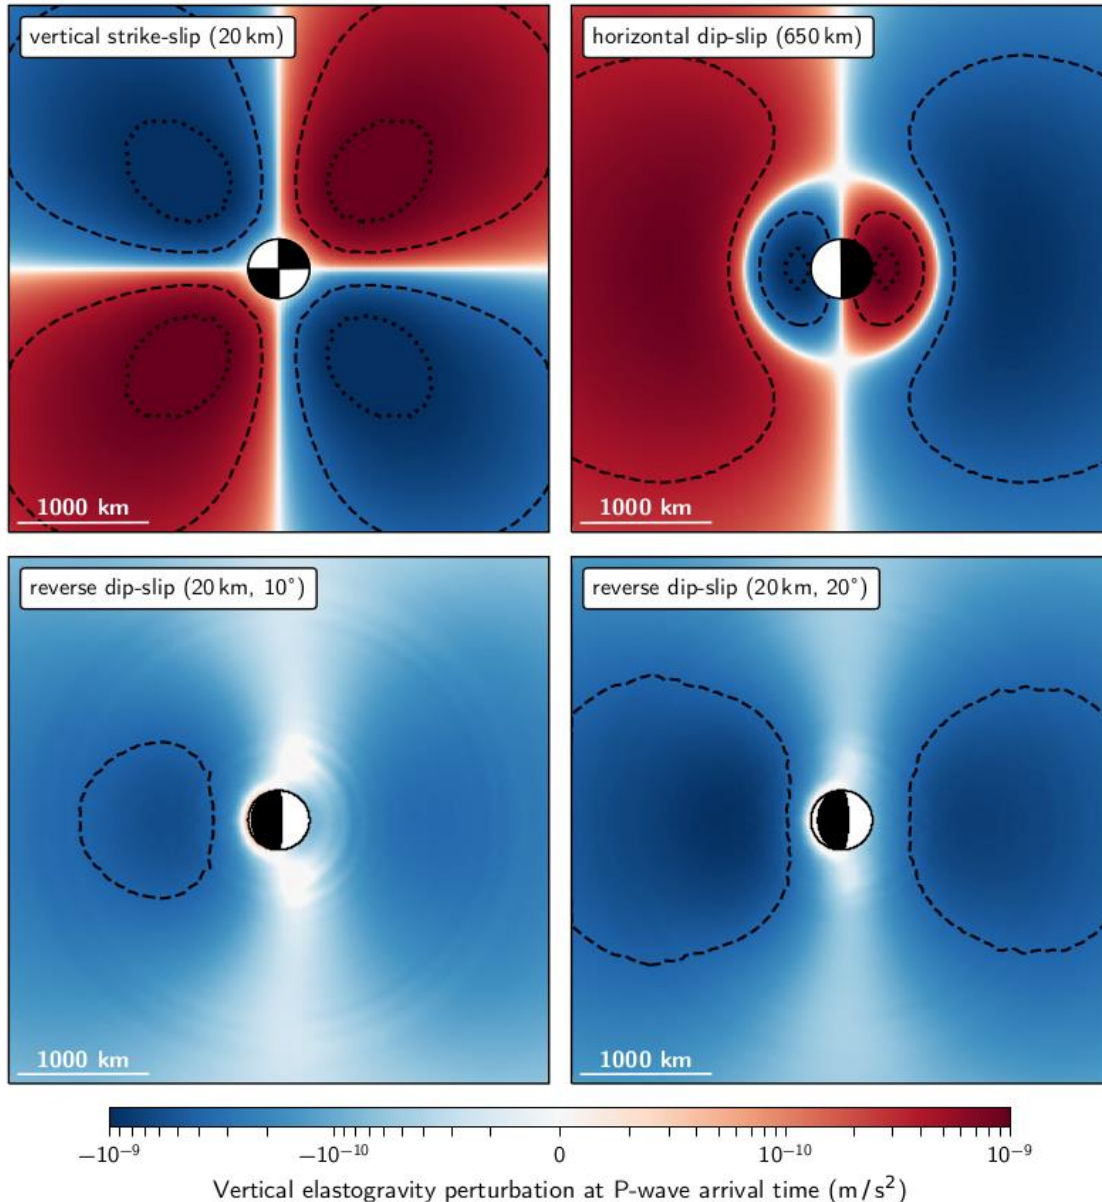 vertical strike-slip (20 km)
horizontal dip-slip (650 km)
1000 km
1000 km
reverse dip-slip (20 km, 10°)
reverse dip-slip (20 km, 20°)
1000 km
1000 km
−10⁻⁹ −10⁻¹⁰ 0 10⁻¹⁰ 10⁻⁹
Vertical elastogravity perturbation at P-wave arrival time (m/s²)